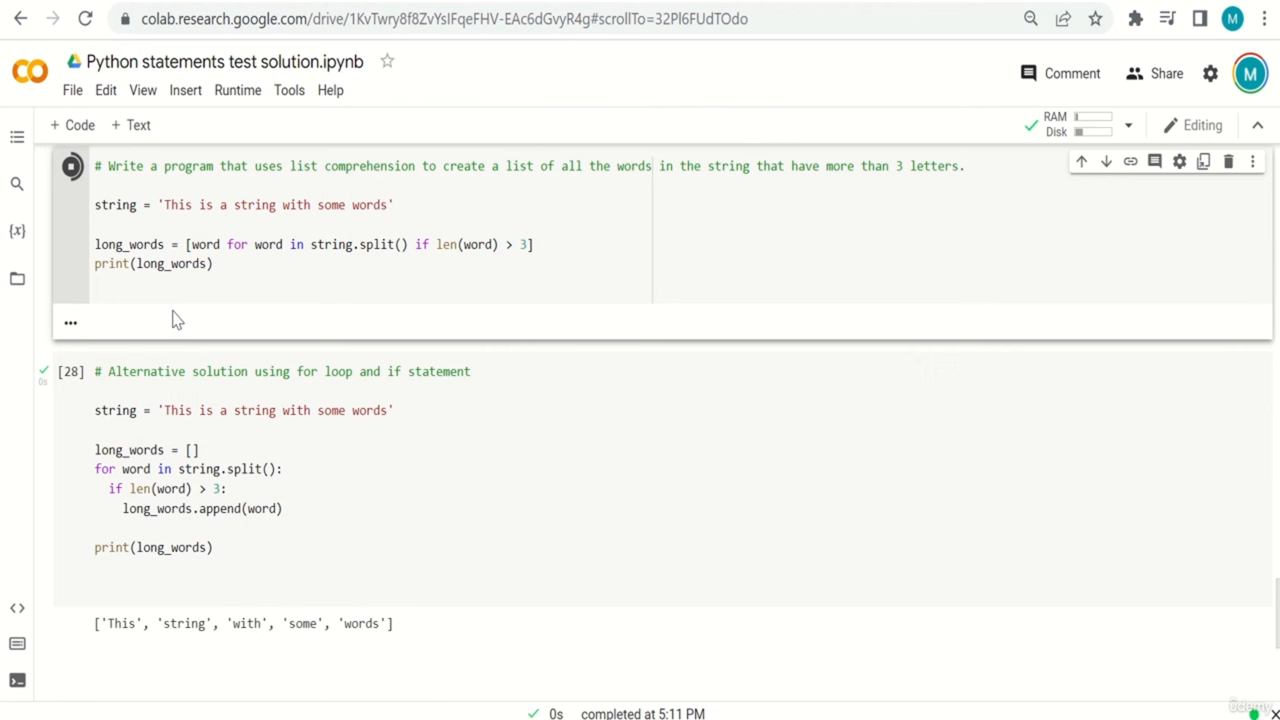 colab.research.google.com/drive/1KvTwry8f8ZvYsIFqeFHV-EAc6dGvyR4g#scrollTo=32Pl6FUdTOdo
M
CO
Python statements test solution.ipynb
File Edit View Insert Runtime Tools Help
Comment Share M
+ Code + Text
RAM
Disk
Editing
# Write a program that uses list comprehension to create a list of all the words in the string that have more than 3 letters.
string = 'This is a string with some words'
long_words = [word for word in string.split() if len(word) > 3]
print(long_words)
...
[28] # Alternative solution using for loop and if statement
0s
string = 'This is a string with some words'
long_words = []
for word in string.split():
if len(word) > 3:
long_words.append(word)
print(long_words)
['This', 'string', 'with', 'some', 'words']
0s completed at 5:11 PM
udemy